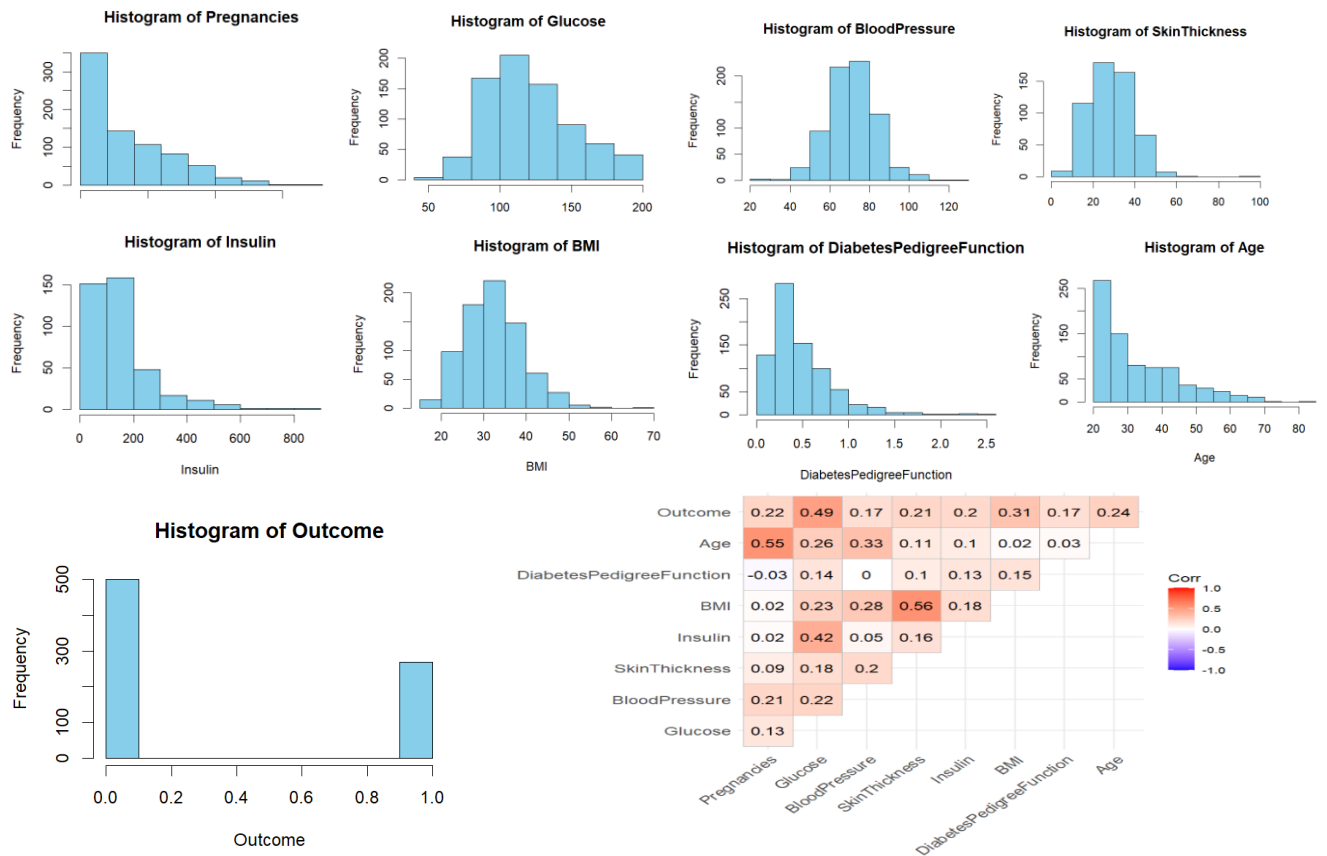 Histogram of Pregnancies
Frequency
0 100 200 300
Histogram of Glucose
Frequency
0 50 100 150 200
50 100 150 200
Histogram of BloodPressure
Frequency
0 50 100 200
20 40 60 80 100 120
Histogram of SkinThickness
Frequency
0 50 100 150
0 20 40 60 80 100
Histogram of Insulin
Frequency
0 50 100 150
0 200 400 600 800
Insulin
Histogram of BMI
Frequency
0 50 100 150 200
20 30 40 50 60 70
BMI
Histogram of DiabetesPedigreeFunction
Frequency
0 50 150 250
0.0 0.5 1.0 1.5 2.0 2.5
DiabetesPedigreeFunction
Histogram of Age
Frequency
0 50 150 250
20 30 40 50 60 70 80
Age
Histogram of Outcome
Frequency
0 100 300 500
0.0 0.2 0.4 0.6 0.8 1.0
Outcome
Outcome 0.22 0.49 0.17 0.21 0.2 0.31 0.17 0.24
Age 0.55 0.26 0.33 0.11 0.1 0.02 0.03
DiabetesPedigreeFunction -0.03 0.14 0 0.1 0.13 0.15
BMI 0.02 0.23 0.28 0.56 0.18
Insulin 0.02 0.42 0.05 0.16
SkinThickness 0.09 0.18 0.2
BloodPressure 0.21 0.22
Glucose 0.13
Pregnancies Glucose BloodPressure SkinThickness Insulin BMI DiabetesPedigreeFunction Age
Corr
1.0
0.5
0.0
-0.5
-1.0